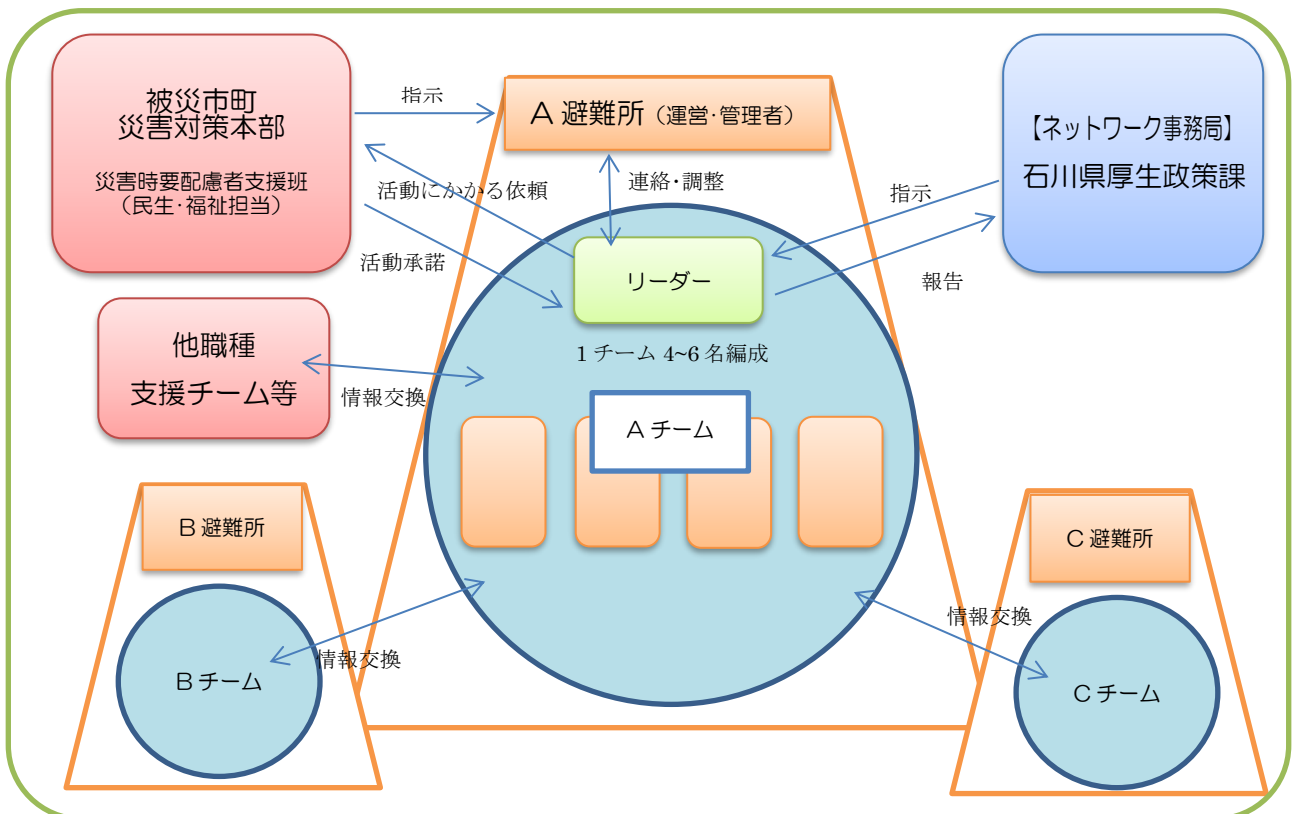 被災市町
災害対策本部
災害時要配慮者支援班
（民生・福祉担当）
指示
A 避難所（運営・管理者）
【ネットワーク事務局】
石川県厚生政策課
活動にかかる依頼
連絡・調整
指示
活動承諾
リーダー
報告
他職種
支援チーム等
1 チーム 4~6 名編成
情報交換
A チーム
B 避難所
C 避難所
情報交換
情報交換
B チーム
C チーム